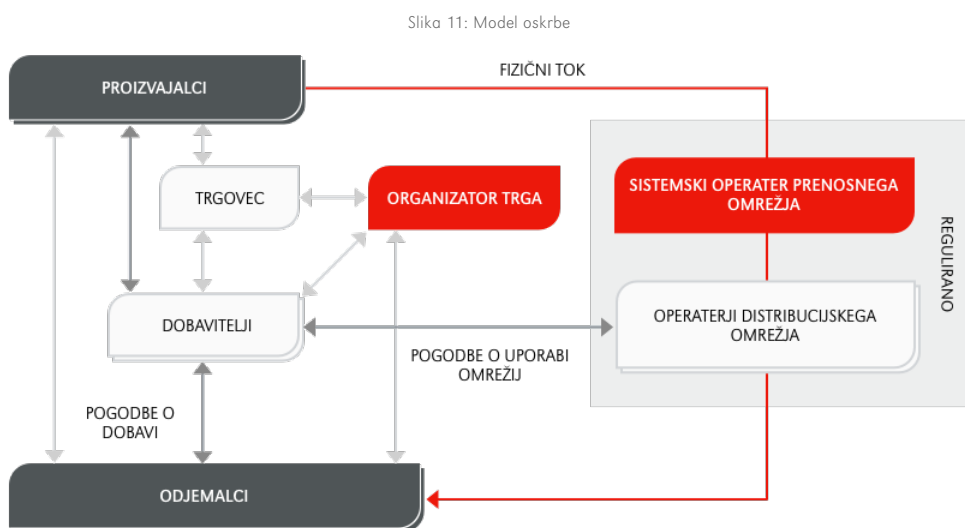 Slika 11: Model oskrbe
FIZIČNI TOK
PROIZVAJALCI
TRGOVEC
ORGANIZATOR TRGA
SISTEMSKI OPERATER PRENOSNEGA
OMREŽJA
REGULIRANO
DOBAVITELJI
OPERATERJI DISTRIBUCIJSKEGA
OMREŽJA
POGODBE O UPORABI
OMREŽIJ
POGODBE O
DOBAVI
ODJEMALCI